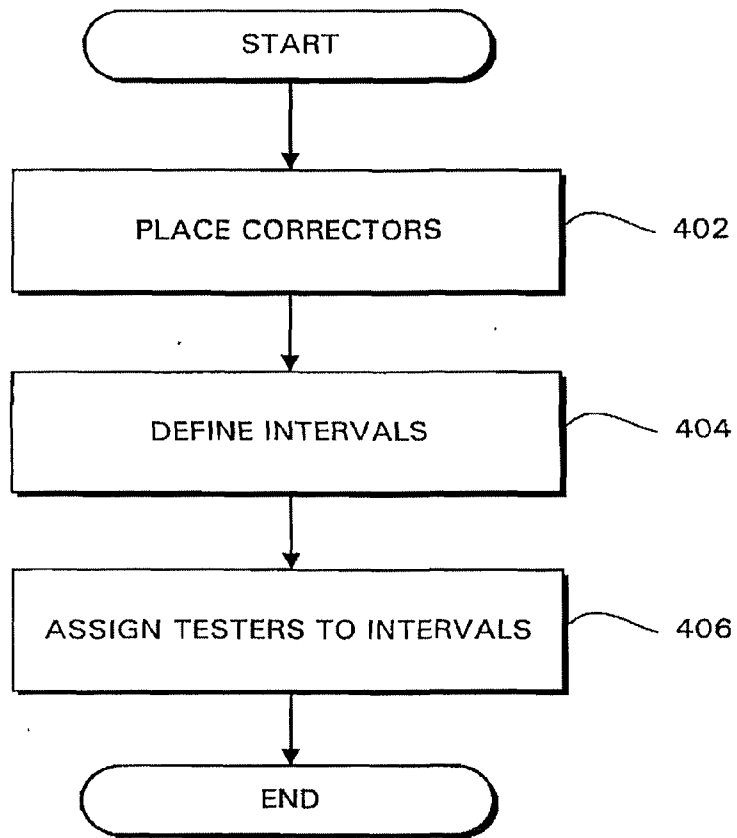 START
PLACE CORRECTORS
402
DEFINE INTERVALS
404
ASSIGN TESTERS TO INTERVALS
406
END